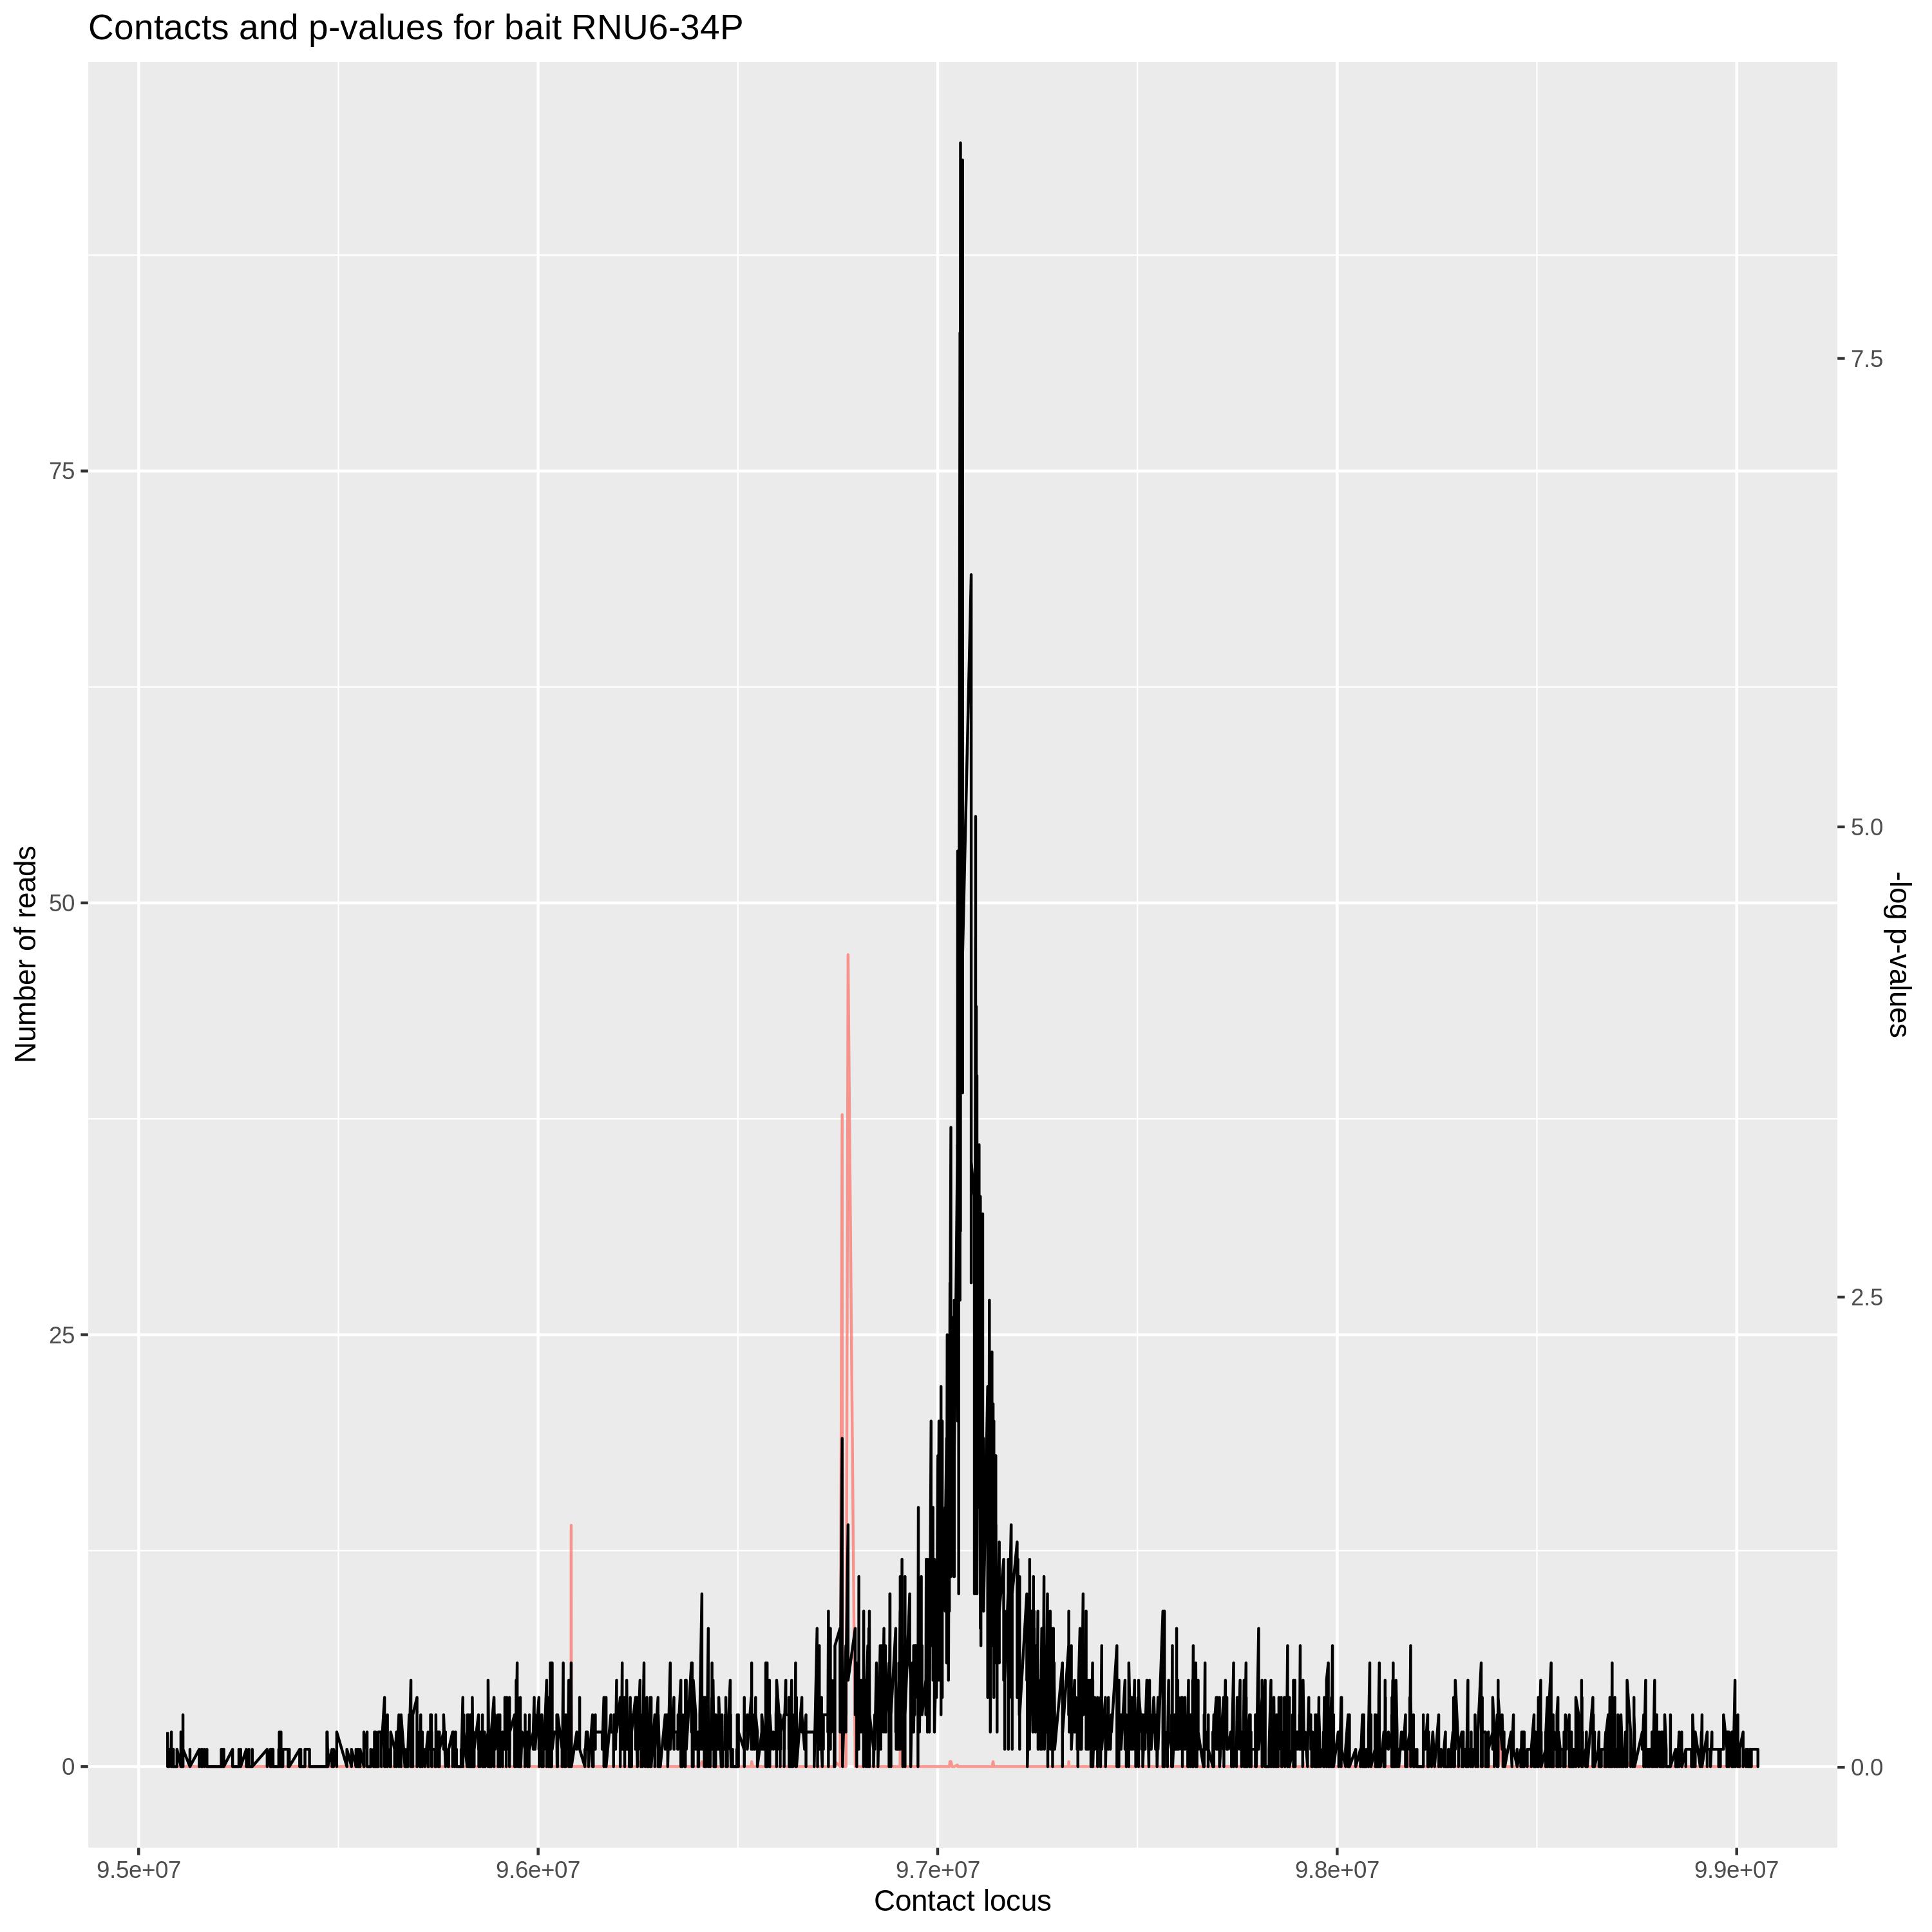 Contacts and p-values for bait RNU6-34P
Number of reads
75
50
25
0
7.5
5.0
2.5
0.0
-log p-values
9.5e+07
9.6e+07
9.7e+07
9.8e+07
9.9e+07
Contact locus